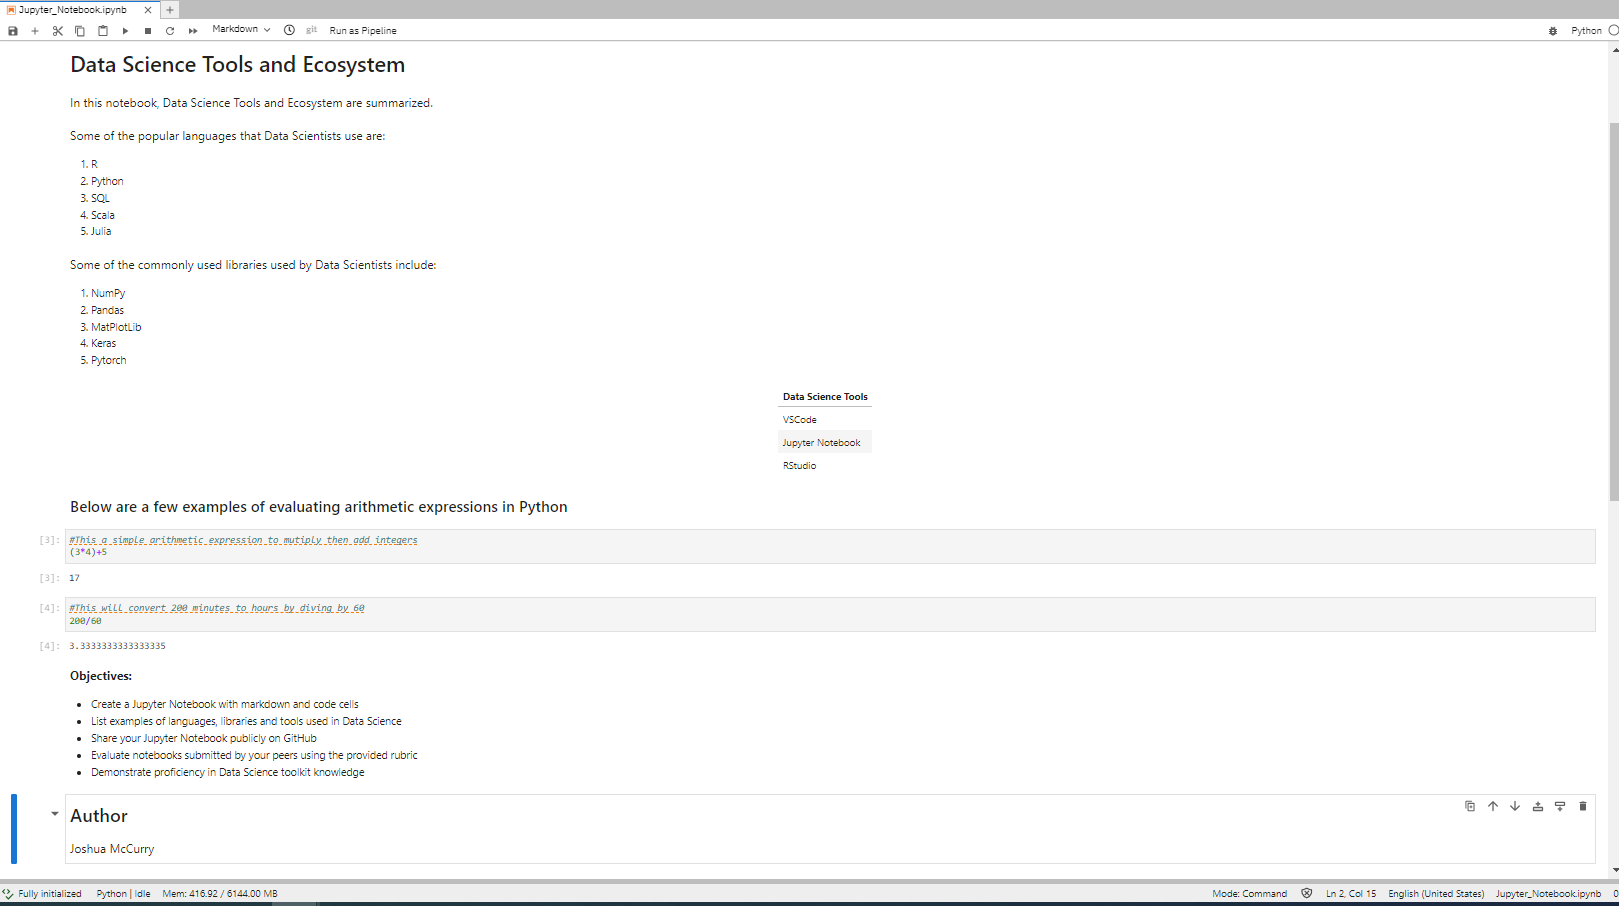 Jupyter_Notebook.ipynb
Markdown
git
Run as Pipeline
Python
Data Science Tools and Ecosystem
In this notebook, Data Science Tools and Ecosystem are summarized.
Some of the popular languages that Data Scientists use are:
1. R
2. Python
3. SQL
4. Scala
5. Julia
Some of the commonly used libraries used by Data Scientists include:
1. NumPy
2. Pandas
3. MatPlotLib
4. Keras
5. Pytorch
Data Science Tools
VSCode
Jupyter Notebook
RStudio
Below are a few examples of evaluating arithmetic expressions in Python
[3]: #This a simple arithmetic expression to mutiply then add integers
(3*4)+5
[3]: 17
[4]: #This will convert 200 minutes to hours by diving by 60
200/60
[4]: 3.3333333333333335
Objectives:
• Create a Jupyter Notebook with markdown and code cells
• List examples of languages, libraries and tools used in Data Science
• Share your Jupyter Notebook publicly on GitHub
• Evaluate notebooks submitted by your peers using the provided rubric
• Demonstrate proficiency in Data Science toolkit knowledge
Author
Joshua McCurry
Fully initialized Python | Idle Mem: 416.92 / 6144.00 MB Mode: Command Ln 2, Col 15 English (United States) Jupyter_Notebook.ipynb 0